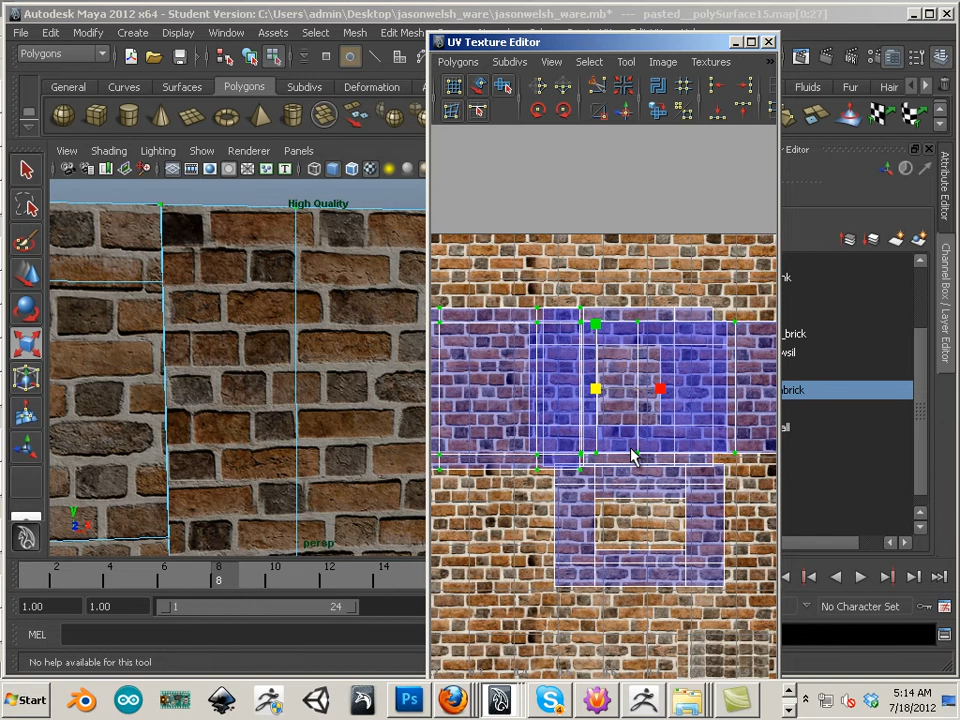 Autodesk Maya 2012 x64 - Student Version: C:\Users\admin\Desktop\jasonwelsh_ware\jasonwelsh_ware.mb* --- pasted__polySurface15.map[0:27]
File Edit Modify Create Display Window Assets Select Mesh Edit Mesh
Polygons
UV Texture Editor
Polygons Subdivs View Select Tool Image Textures
General Curves Surfaces Polygons Subdivs Deformation
Fluids Fur Hair
View Shading Lighting Show Renderer Panels
Editor
High Quality
_brick
wsil
brick
all
Attribute Editor
Channel Box / Layer Editor
y
z
persp
2 4 6 8 10 12 14
8
1.00 1.00 1 24
No Character Set
MEL
No help available for this tool
Start
Ps
5:14 AM
7/18/2012